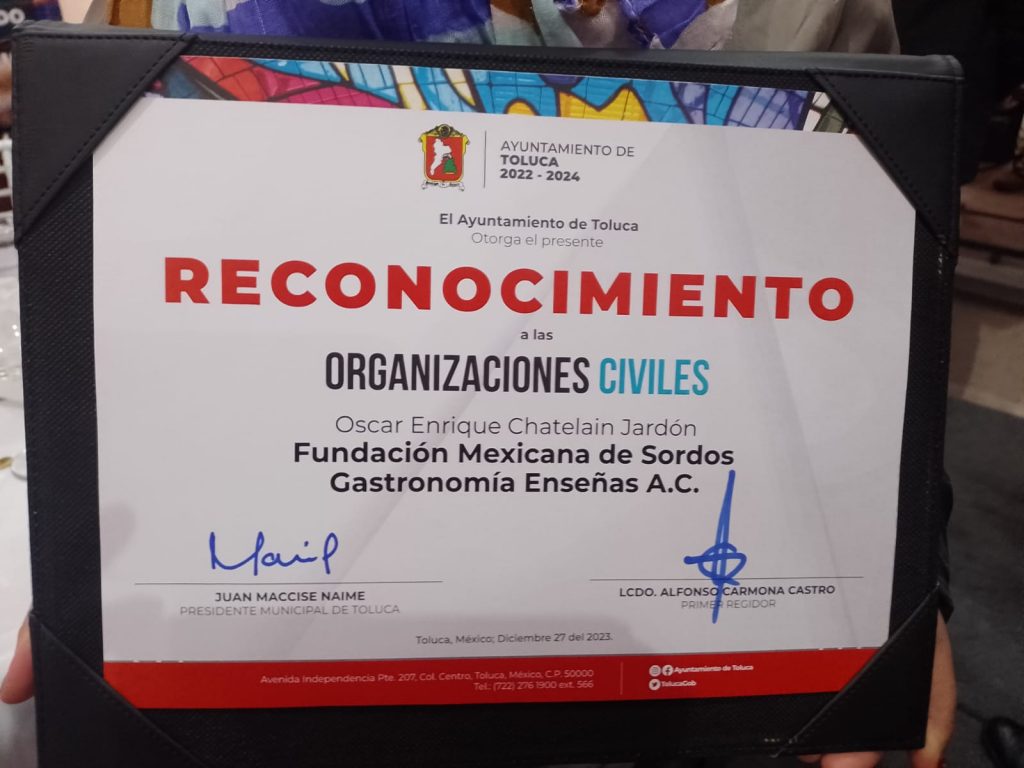 AYUNTAMIENTO DE
TOLUCA
2022 - 2024
El Ayuntamiento de Toluca
Otorga el presente
RECONOCIMIENTO
a las
ORGANIZACIONES CIVILES
Oscar Enrique Chatelain Jardón
Fundación Mexicana de Sordos
Gastronomía Enseñas A.C.
JUAN MACCISE NAIME
PRESIDENTE MUNICIPAL DE TOLUCA
LCDO. ALFONSO CARMONA CASTRO
PRIMER REGIDOR
Toluca, México; Diciembre 27 del 2023.
Avenida Independencia Pte. 207, Col. Centro, Toluca, México, C.P. 50000
Tel.: (722) 276 1900 ext. 566
Ayuntamiento de Toluca
TolucaGob